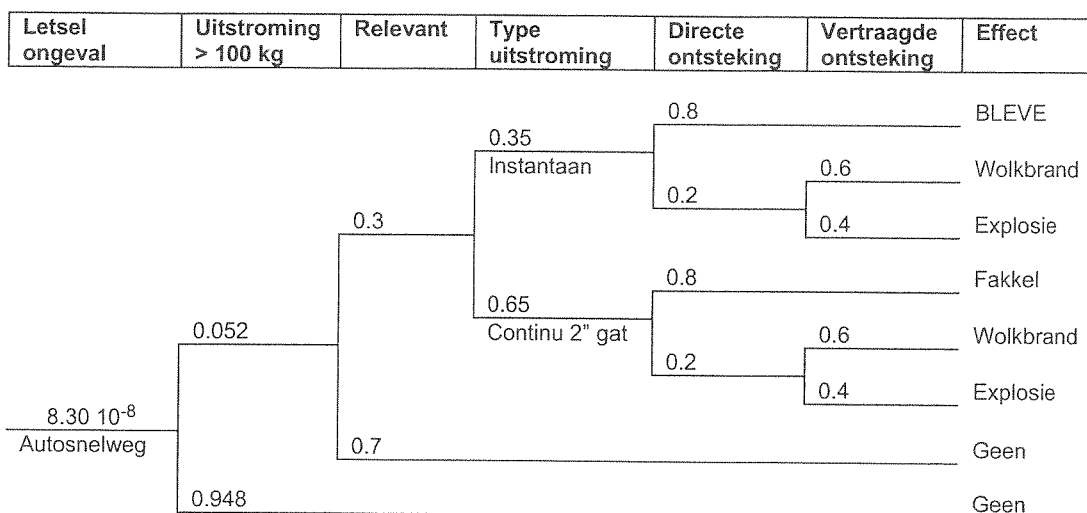 Letsel ongeval
Uitstroming > 100 kg
Relevant
Type uitstroming
Directe ontsteking
Vertraagde ontsteking
Effect
0.8
BLEVE
0.35
Instantaan
0.6
Wolkbrand
0.2
0.4
Explosie
0.3
0.8
Fakkel
0.65
Continu 2" gat
0.052
0.6
Wolkbrand
0.2
0.4
Explosie
8.30 10⁻⁸
Autosnelweg
0.7
Geen
0.948
Geen